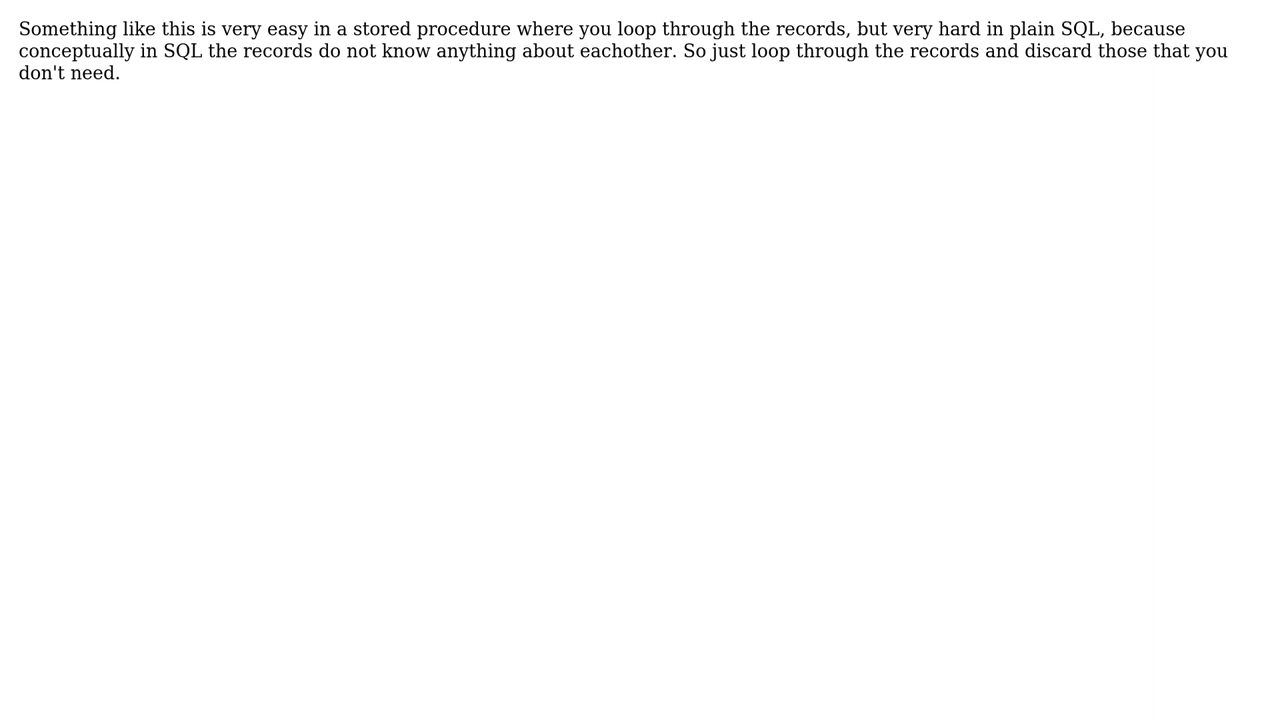 Something like this is very easy in a stored procedure where you loop through the records, but very hard in plain SQL, because
conceptually in SQL the records do not know anything about eachother. So just loop through the records and discard those that you
don't need.